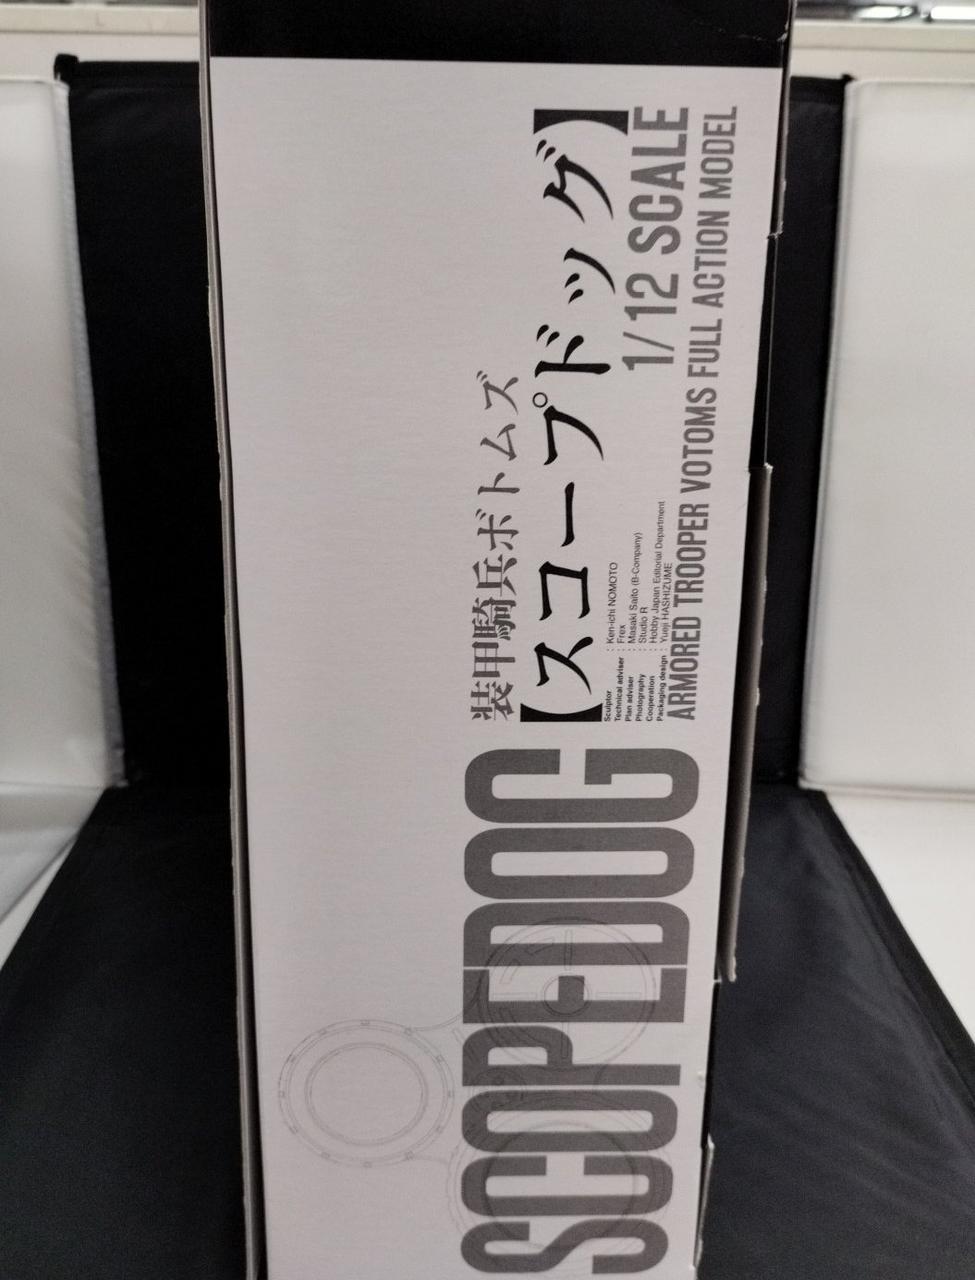 SCOPEDOG
装甲騎兵ボトムズ
【スコープドッグ】
1/12 SCALE
Sculptor : Ken-ichi NOMOTO
Technical adviser : Frex
Plan adviser : Masaki Saito (B-Company)
Photography : Studio R
Cooperation : Hobby Japan Editorial Department
Packaging design : Yueji HASHIZUME
ARMORED TROOPER VOTOMS FULL ACTION MODEL